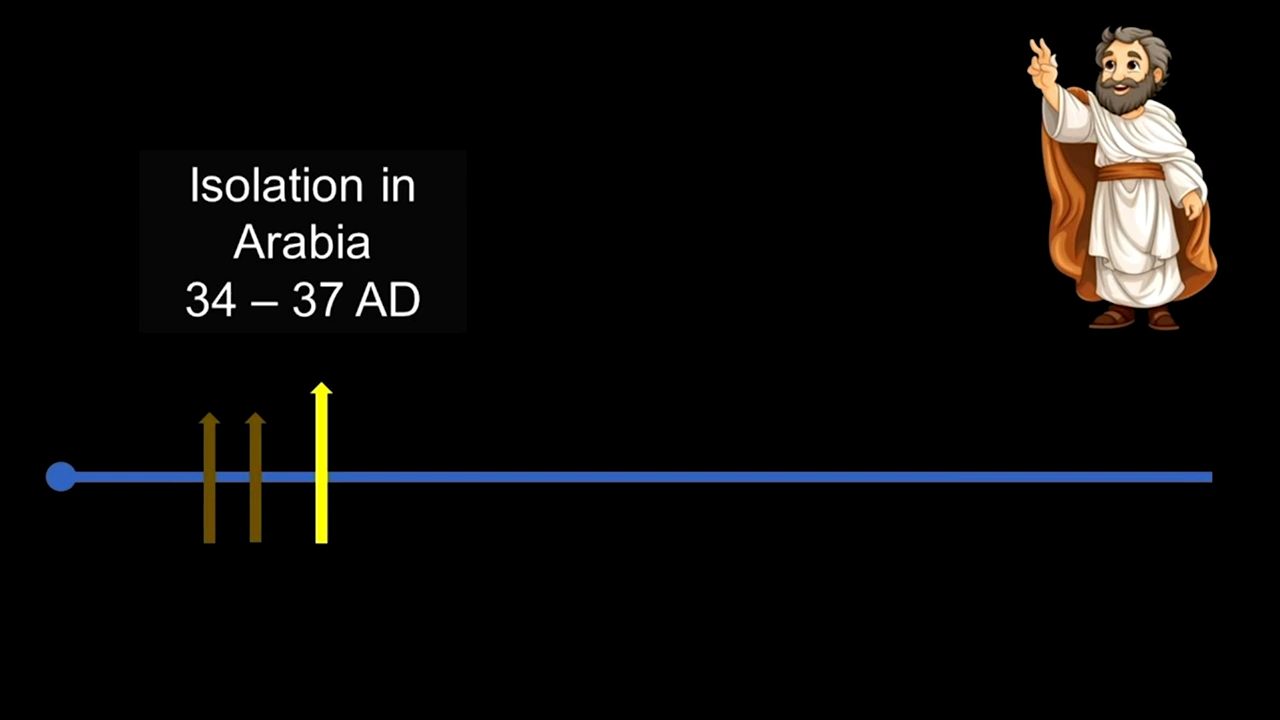 Isolation in
Arabia
34 – 37 AD